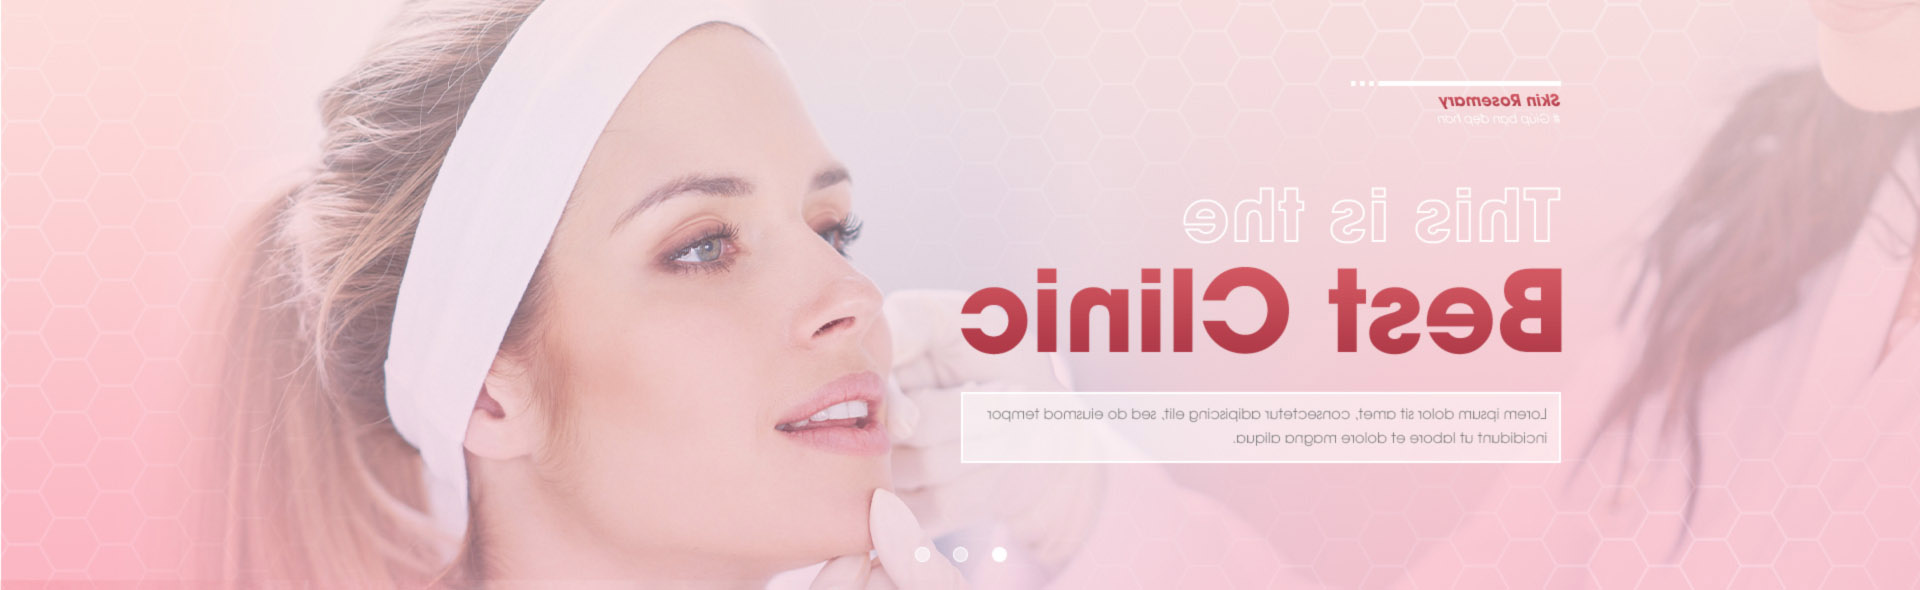 Skin Rosemary
# Giúp bạn đẹp hơn
This is the
Best Clinic
Lorem ipsum dolor sit amet, consectetur adipiscing elit, sed do eiusmod tempor
incididunt ut labore et dolore magna aliqua.